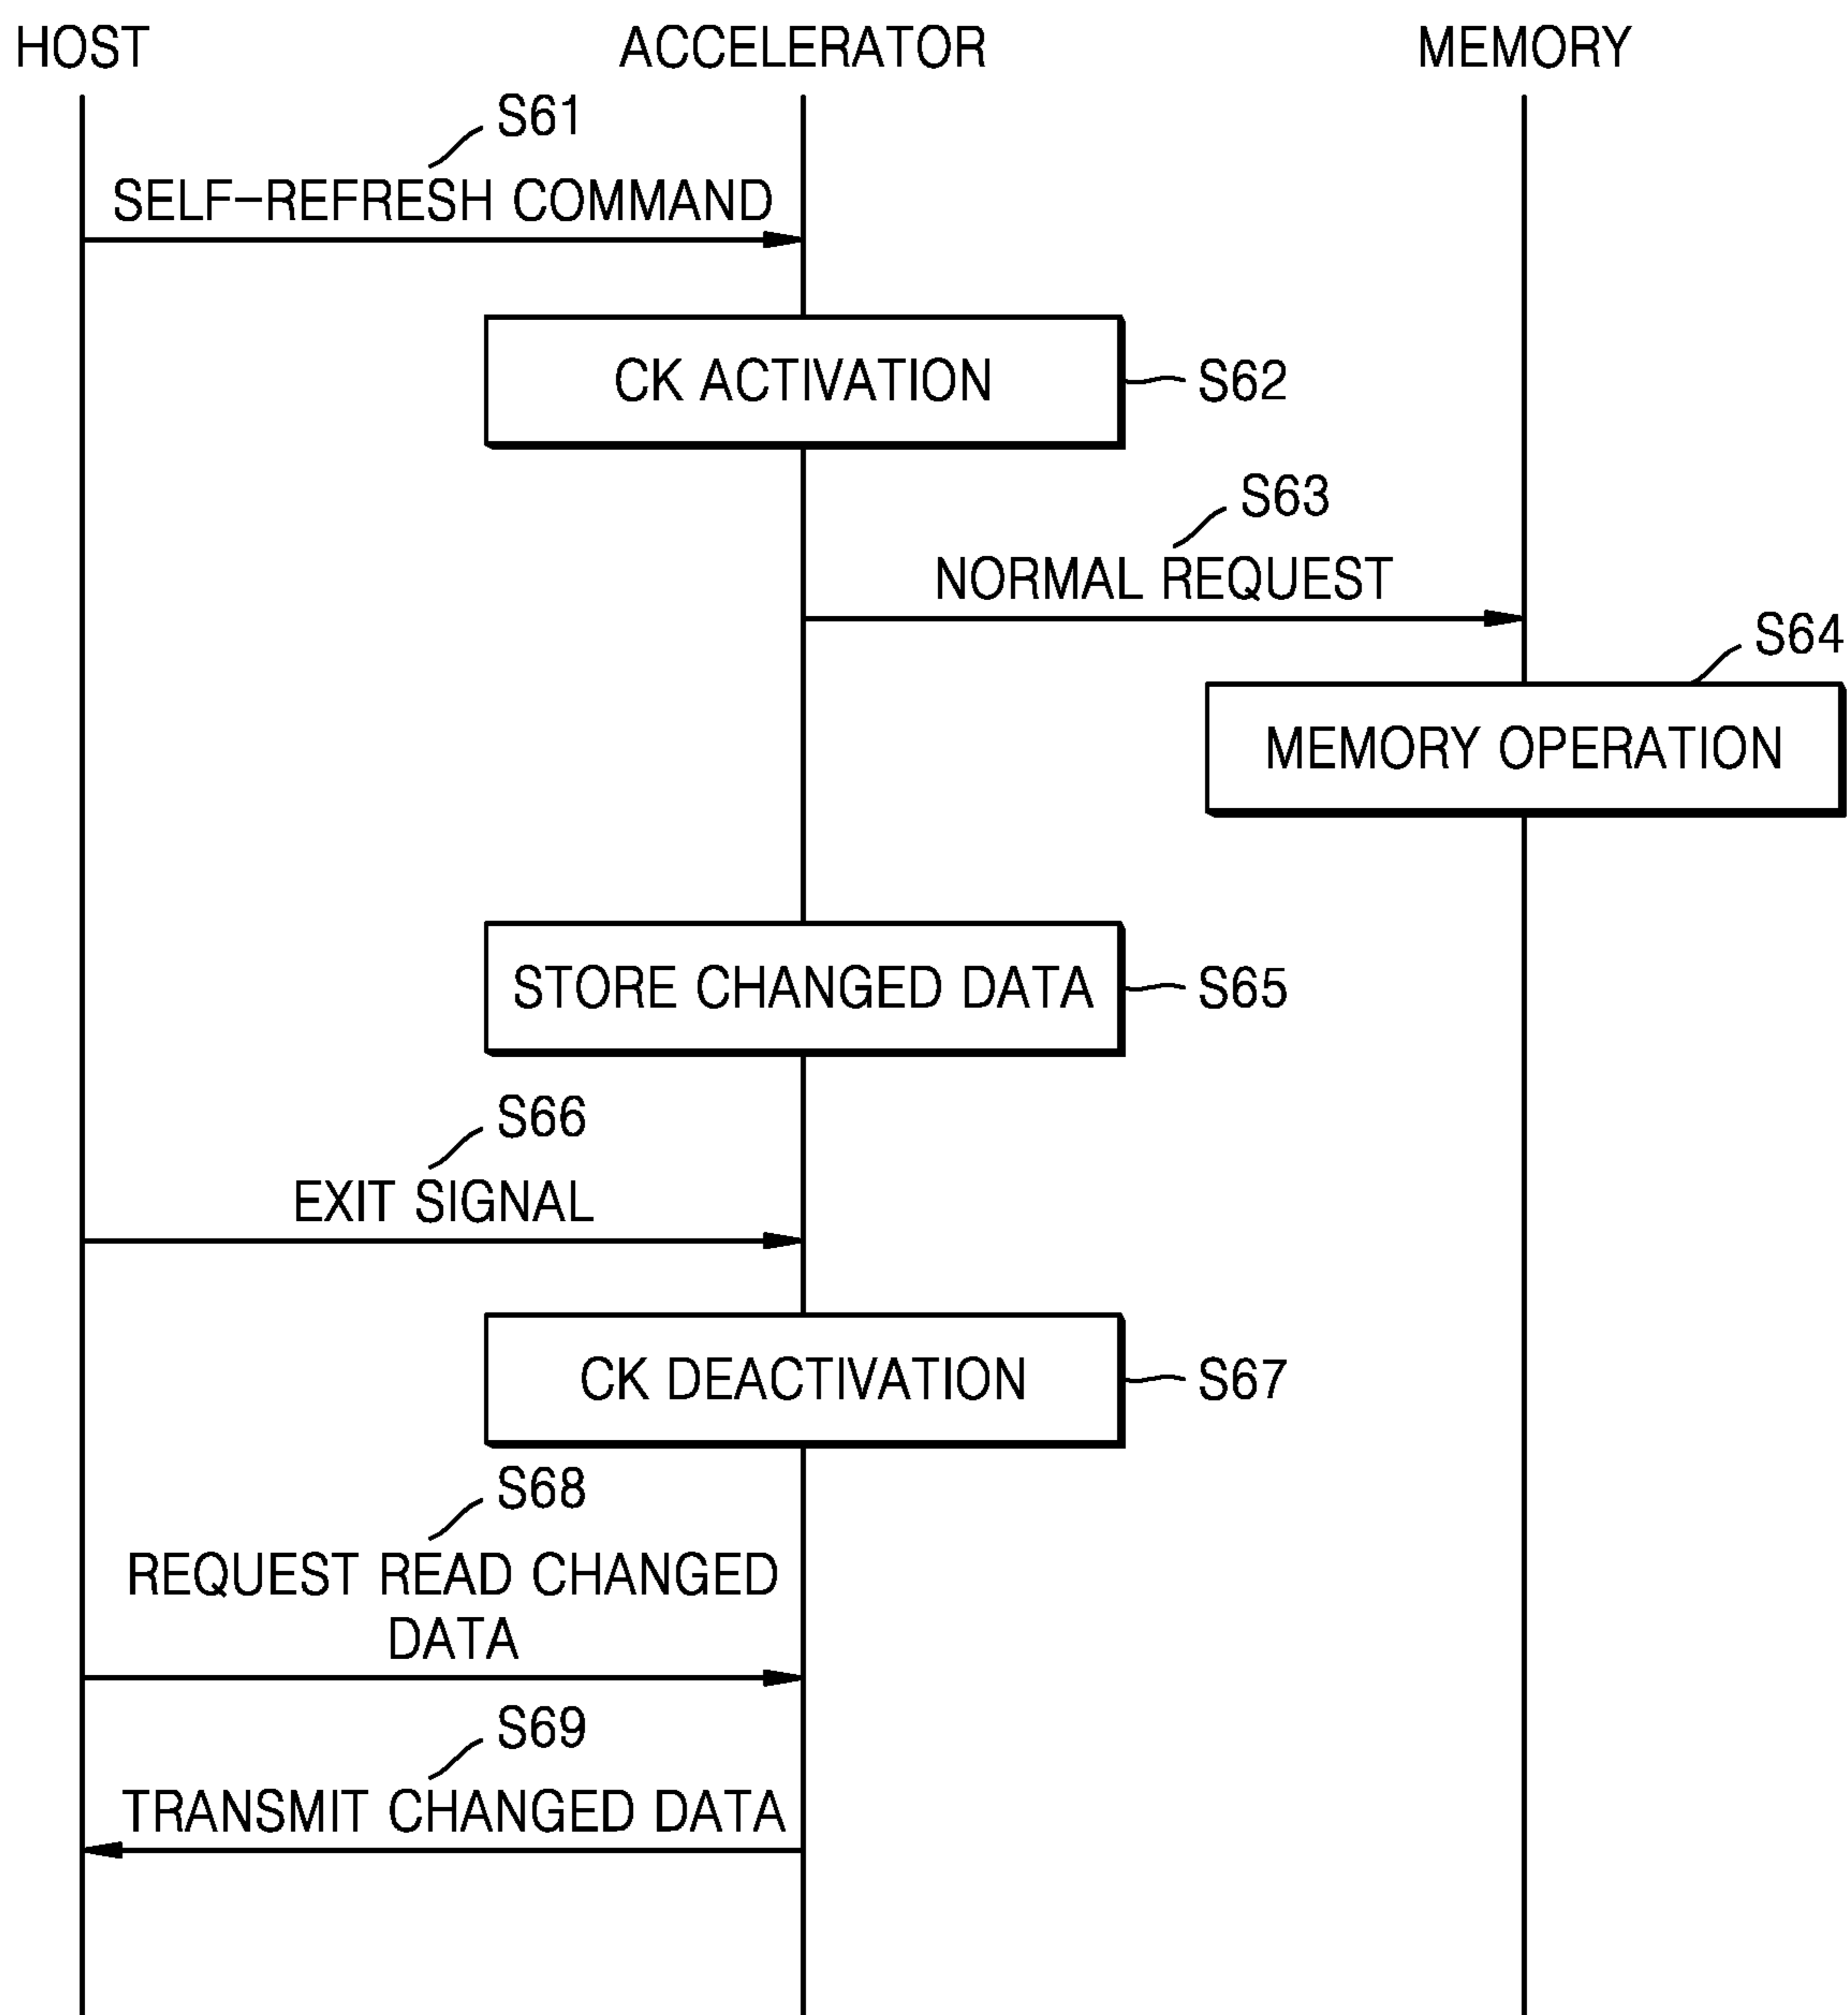 HOST
ACCELERATOR
MEMORY
S61
SELF-REFRESH COMMAND
CK ACTIVATION
S62
S63
NORMAL REQUEST
S64
MEMORY OPERATION
STORE CHANGED DATA
S65
S66
EXIT SIGNAL
CK DEACTIVATION
S67
S68
REQUEST READ CHANGED
DATA
S69
TRANSMIT CHANGED DATA